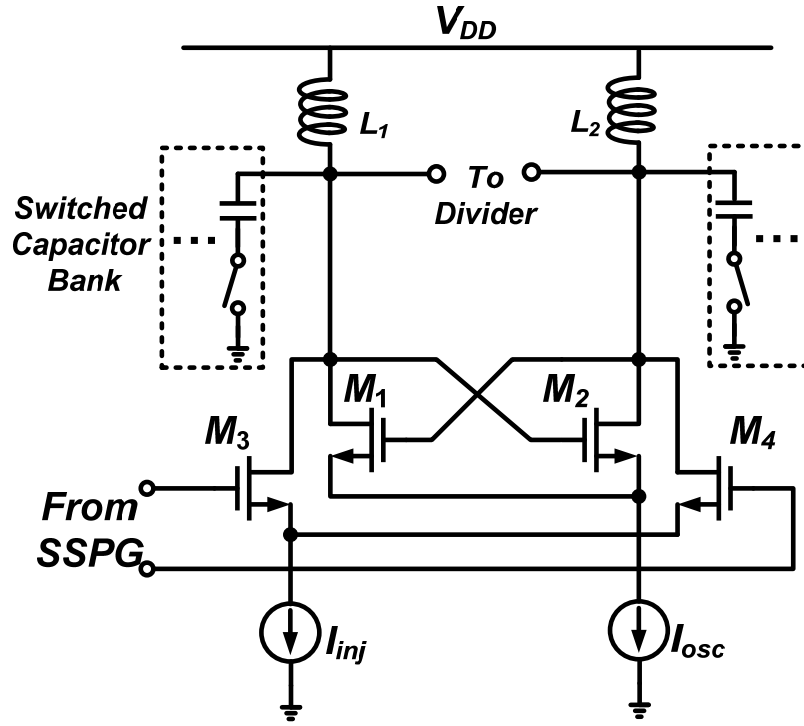 V_DD
L_1
L_2
To
Divider
Switched
Capacitor
Bank
M_1
M_2
M_3
M_4
From
SSPG
I_inj
I_osc